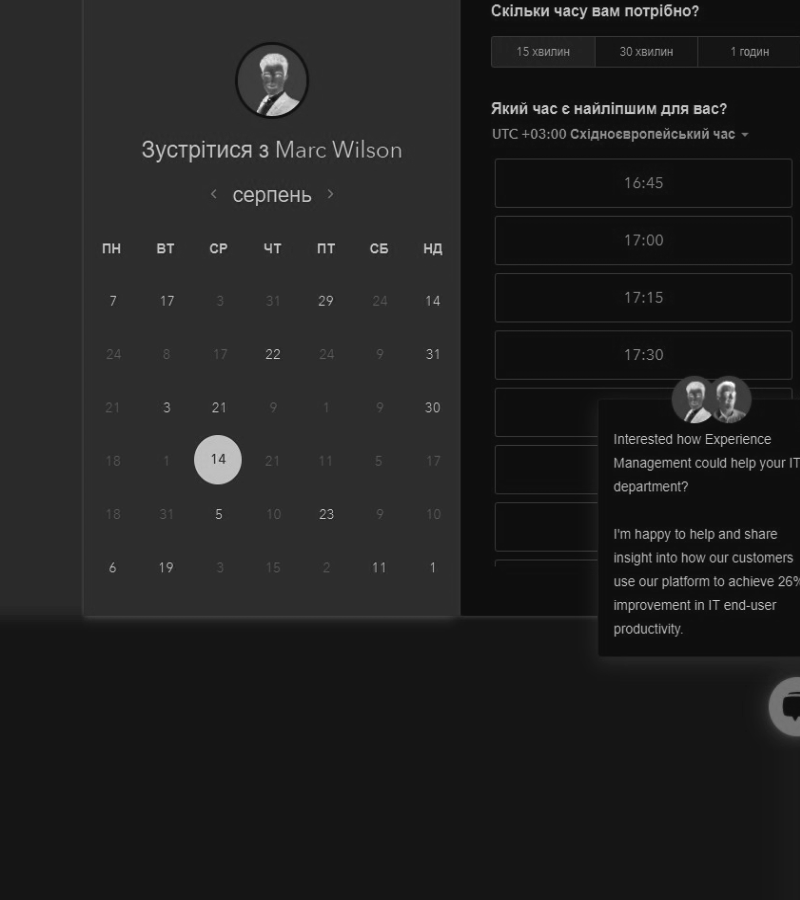 Зустрітися з Marc Wilson
серпень
ПН ВТ СР ЧТ ПТ СБ НД
7 17 3 31 29 24 14
24 8 17 22 24 9 31
21 3 21 9 1 9 30
18 1 14 21 11 5 17
18 31 5 10 23 9 10
6 19 3 15 2 11 1
Скільки часу вам потрібно?
15 хвилин 30 хвилин 1 годин
Який час є найліпшим для вас?
UTC +03:00 Східноєвропейський час
16:45
17:00
17:15
17:30
Interested how Experience
Management could help your IT
department?
I'm happy to help and share
insight into how our customers
use our platform to achieve 26%
improvement in IT end-user
productivity.